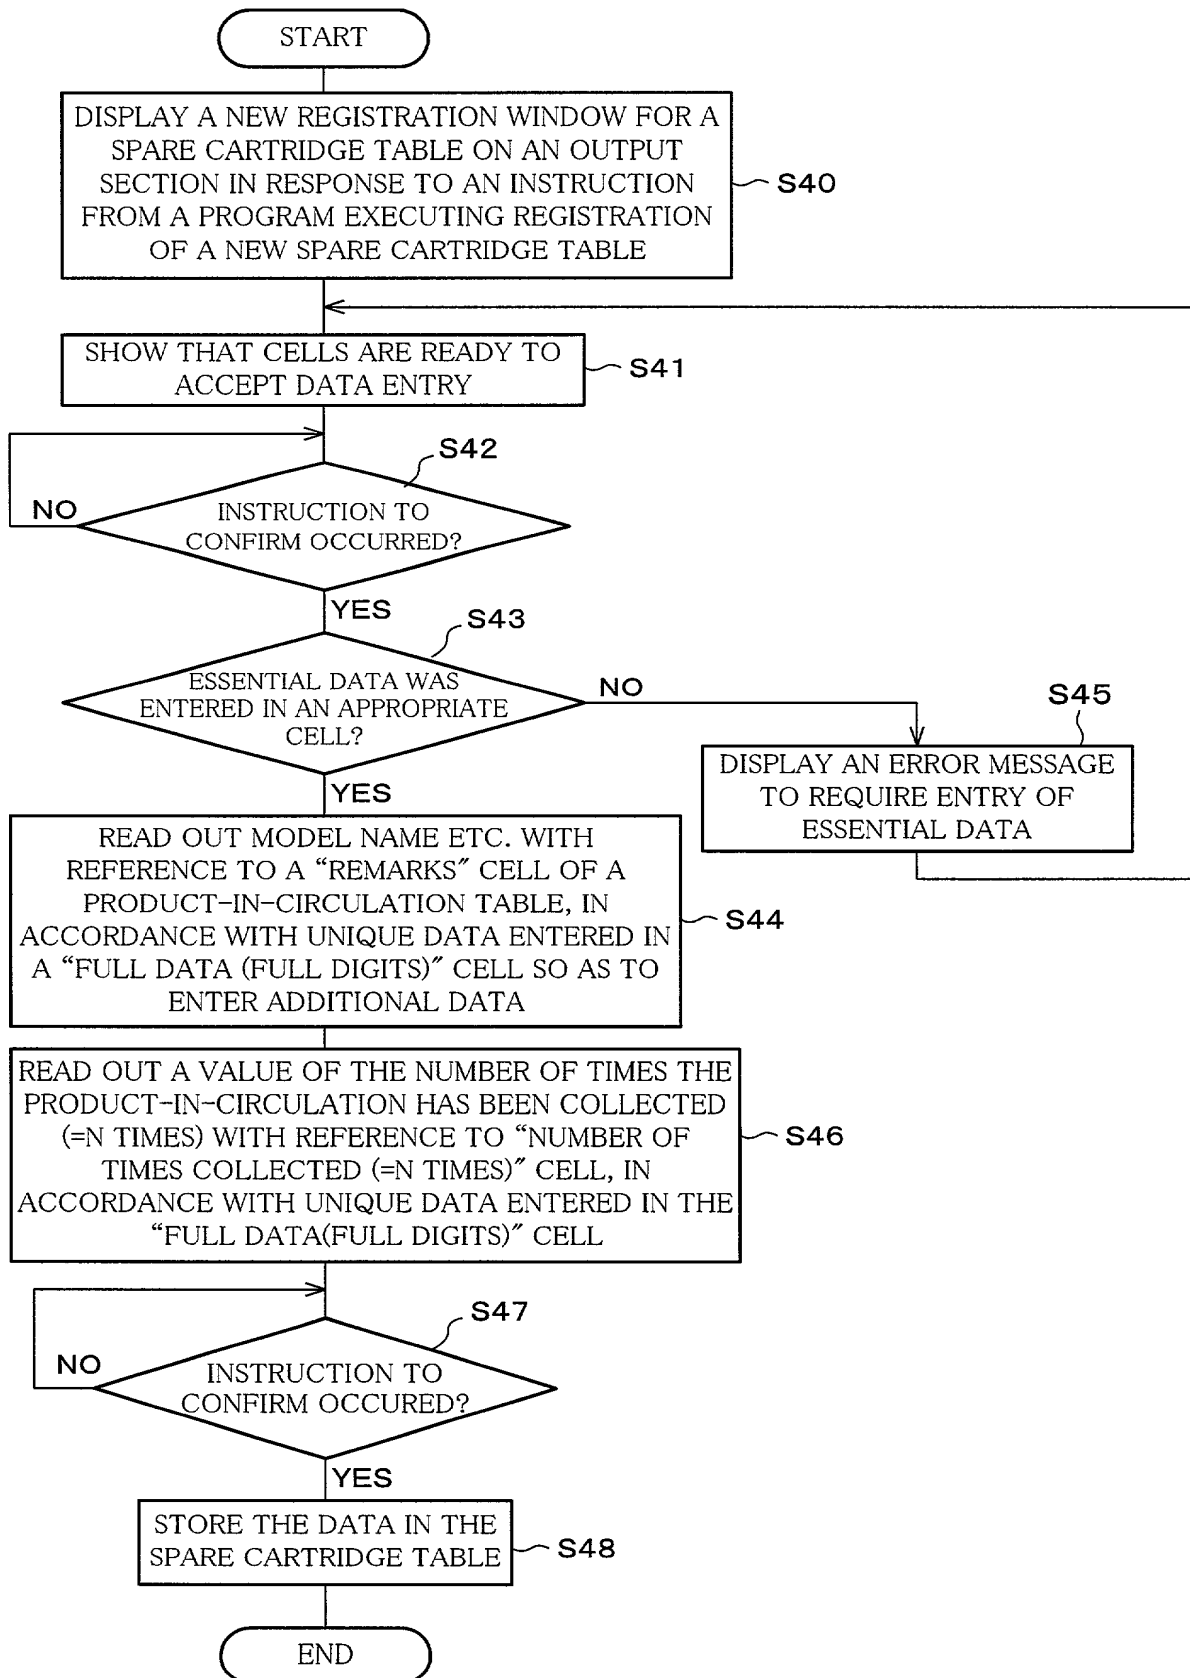 START
DISPLAY A NEW REGISTRATION WINDOW FOR A
SPARE CARTRIDGE TABLE ON AN OUTPUT
SECTION IN RESPONSE TO AN INSTRUCTION
FROM A PROGRAM EXECUTING REGISTRATION
OF A NEW SPARE CARTRIDGE TABLE
S40
SHOW THAT CELLS ARE READY TO
ACCEPT DATA ENTRY
S41
S42
INSTRUCTION TO
CONFIRM OCCURRED?
NO
YES
S43
ESSENTIAL DATA WAS
ENTERED IN AN APPROPRIATE
CELL?
NO
YES
S45
DISPLAY AN ERROR MESSAGE
TO REQUIRE ENTRY OF
ESSENTIAL DATA
READ OUT MODEL NAME ETC. WITH
REFERENCE TO A “REMARKS” CELL OF A
PRODUCT-IN-CIRCULATION TABLE, IN
ACCORDANCE WITH UNIQUE DATA ENTERED IN
A “FULL DATA (FULL DIGITS)” CELL SO AS TO
ENTER ADDITIONAL DATA
S44
READ OUT A VALUE OF THE NUMBER OF TIMES THE
PRODUCT-IN-CIRCULATION HAS BEEN COLLECTED
(=N TIMES) WITH REFERENCE TO “NUMBER OF
TIMES COLLECTED (=N TIMES)” CELL, IN
ACCORDANCE WITH UNIQUE DATA ENTERED IN THE
“FULL DATA(FULL DIGITS)” CELL
S46
S47
INSTRUCTION TO
CONFIRM OCCURED?
NO
YES
STORE THE DATA IN THE
SPARE CARTRIDGE TABLE
S48
END